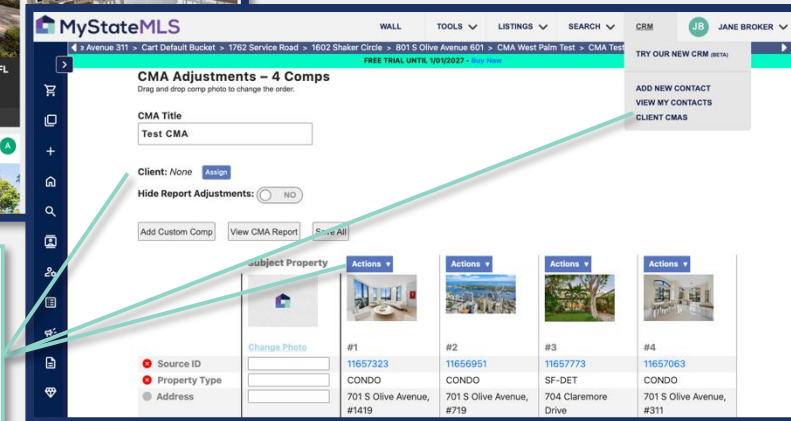 FL
A
MyStateMLS
WALL TOOLS LISTINGS SEARCH CRM JB JANE BROKER
Avenue 311 > Cart Default Bucket > 1762 Service Road > 1602 Shaker Circle > 801 S Olive Avenue 601 > CMA West Palm Test > CMA Test
FREE TRIAL UNTIL 1/01/2027 - Buy Now
TRY OUR NEW CRM (BETA)
ADD NEW CONTACT
VIEW MY CONTACTS
CLIENT CMAS
CMA Adjustments – 4 Comps
Drag and drop comp photo to change the order.
CMA Title
Test CMA
Client: None Assign
Hide Report Adjustments: NO
Add Custom Comp View CMA Report Save All
Subject Property Actions Actions Actions Actions
Change Photo #1 #2 #3 #4
Source ID 11657323 11656951 11657773 11657063
Property Type CONDO CONDO SF-DET CONDO
Address 701 S Olive Avenue, 701 S Olive Avenue, 704 Claremore 701 S Olive Avenue,
#1419 #719 Drive #311